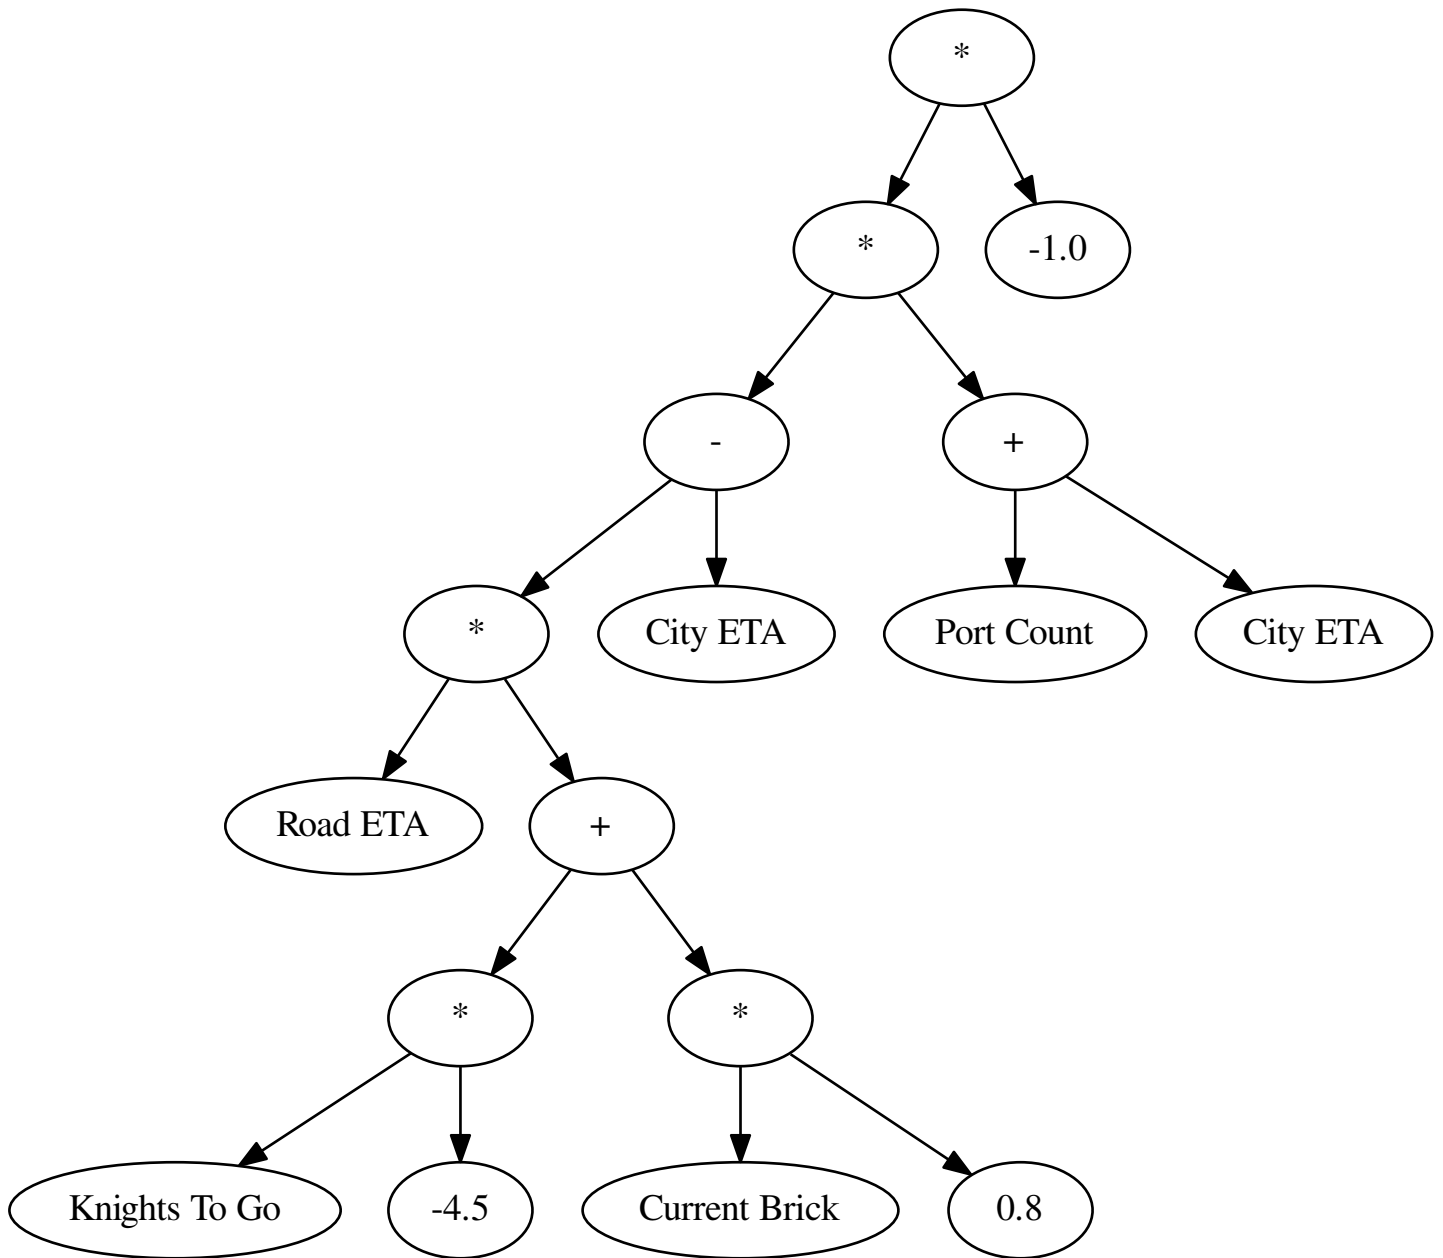 *
*
-1.0
-
+
*
City ETA
Port Count
City ETA
Road ETA
+
*
*
Knights To Go
-4.5
Current Brick
0.8